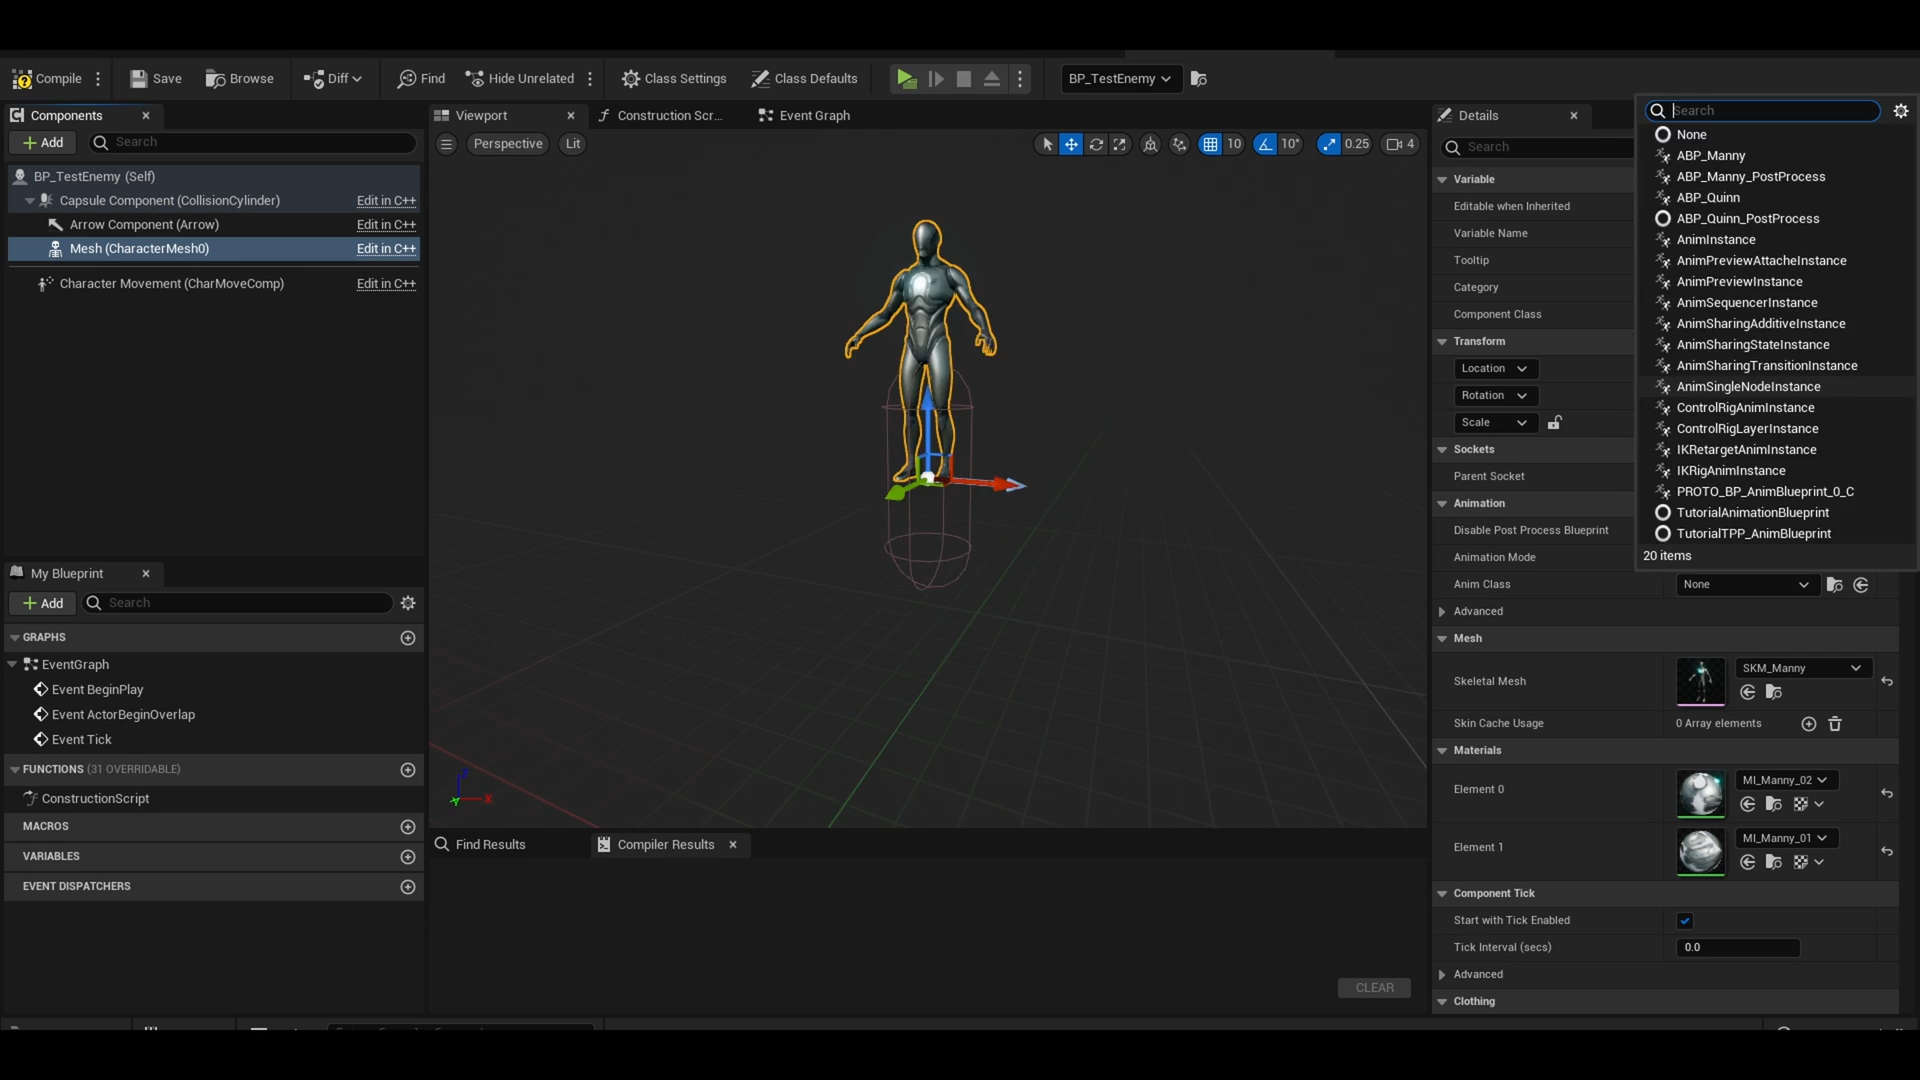 Compile
Save
Browse
Diff
Find
Hide Unrelated
Class Settings
Class Defaults
BP_TestEnemy
Components
Add
Search
BP_TestEnemy (Self)
Capsule Component (CollisionCylinder) Edit in C++
Arrow Component (Arrow) Edit in C++
Mesh (CharacterMesh0) Edit in C++
Character Movement (CharMoveComp) Edit in C++
My Blueprint
Add
Search
GRAPHS
EventGraph
Event BeginPlay
Event ActorBeginOverlap
Event Tick
FUNCTIONS (31 OVERRIDABLE)
ConstructionScript
MACROS
VARIABLES
EVENT DISPATCHERS
Viewport
Construction Scr...
Event Graph
Perspective
Lit
10
10°
0.25
4
Z
X
Y
Find Results
Compiler Results
CLEAR
Details
Search
Variable
Editable when Inherited
Variable Name
Tooltip
Category
Component Class
Transform
Location
Rotation
Scale
Sockets
Parent Socket
Animation
Disable Post Process Blueprint
Animation Mode
Anim Class None
Advanced
Mesh
Skeletal Mesh SKM_Manny
Skin Cache Usage 0 Array elements
Materials
Element 0 MI_Manny_02
Element 1 MI_Manny_01
Component Tick
Start with Tick Enabled
Tick Interval (secs) 0.0
Advanced
Clothing
Search
None
ABP_Manny
ABP_Manny_PostProcess
ABP_Quinn
ABP_Quinn_PostProcess
AnimInstance
AnimPreviewAttacheInstance
AnimPreviewInstance
AnimSequencerInstance
AnimSharingAdditiveInstance
AnimSharingStateInstance
AnimSharingTransitionInstance
AnimSingleNodeInstance
ControlRigAnimInstance
ControlRigLayerInstance
IKRetargetAnimInstance
IKRigAnimInstance
PROTO_BP_AnimBlueprint_0_C
TutorialAnimationBlueprint
TutorialTPP_AnimBlueprint
20 items